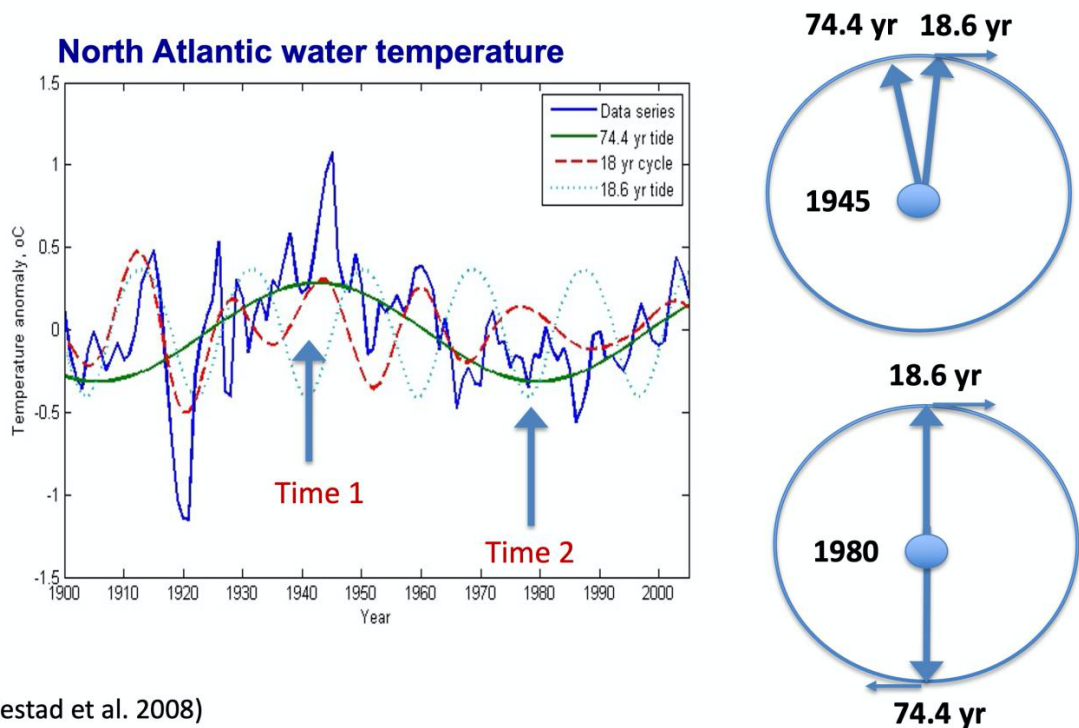 North Atlantic water temperature
1.5
1
0.5
0
-0.5
-1
-1.5
Temperature anomaly, oC
Data series
74.4 yr tide
18 yr cycle
18.6 yr tide
Time 1
Time 2
1900 1910 1920 1930 1940 1950 1960 1970 1980 1990 2000
Year
estad et al. 2008)
74.4 yr 18.6 yr
1945
18.6 yr
1980
74.4 yr